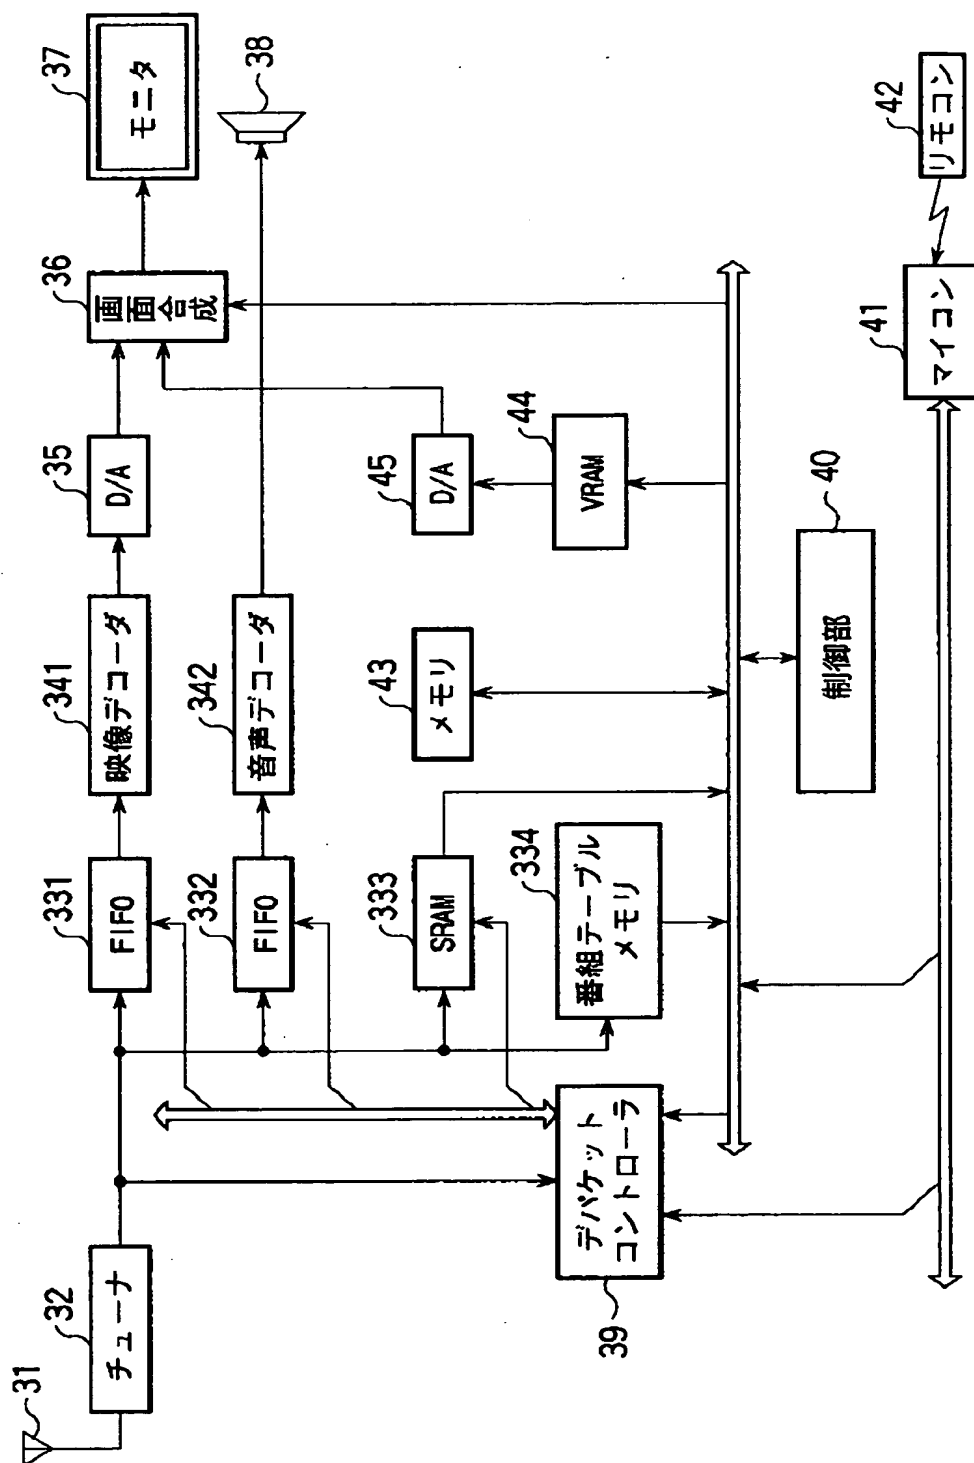 31
32
チューナ
331
FIFO
341
映像デコーダ
35
D/A
36
画面合成
37
モニタ
332
FIFO
342
音声デコーダ
38
333
SRAM
43
メモリ
45
D/A
334
番組テーブル
メモリ
44
VRAM
39
デパケット
コントローラ
40
制御部
41
マイコン
42
リモコン